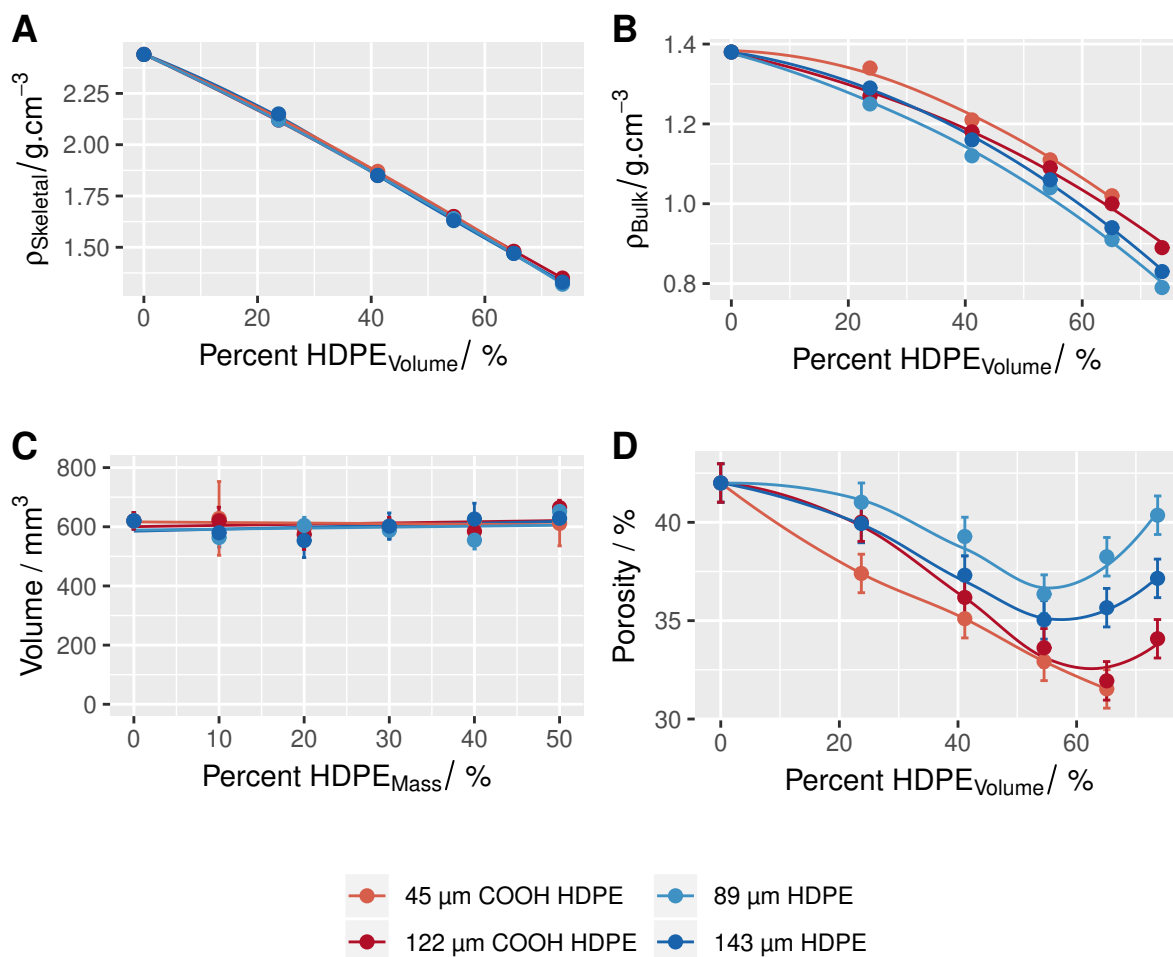 A
ρSkeletal/g.cm−3
2.25
2.00
1.75
1.50
0 20 40 60
Percent HDPEVolume/ %
B
ρBulk/g.cm−3
1.4
1.2
1.0
0.8
0 20 40 60
Percent HDPEVolume/ %
C
Volume / mm3
800
600
400
200
0
0 10 20 30 40 50
Percent HDPEMass/ %
D
Porosity / %
40
35
30
0 20 40 60
Percent HDPEVolume/ %
45 µm COOH HDPE
89 µm HDPE
122 µm COOH HDPE
143 µm HDPE